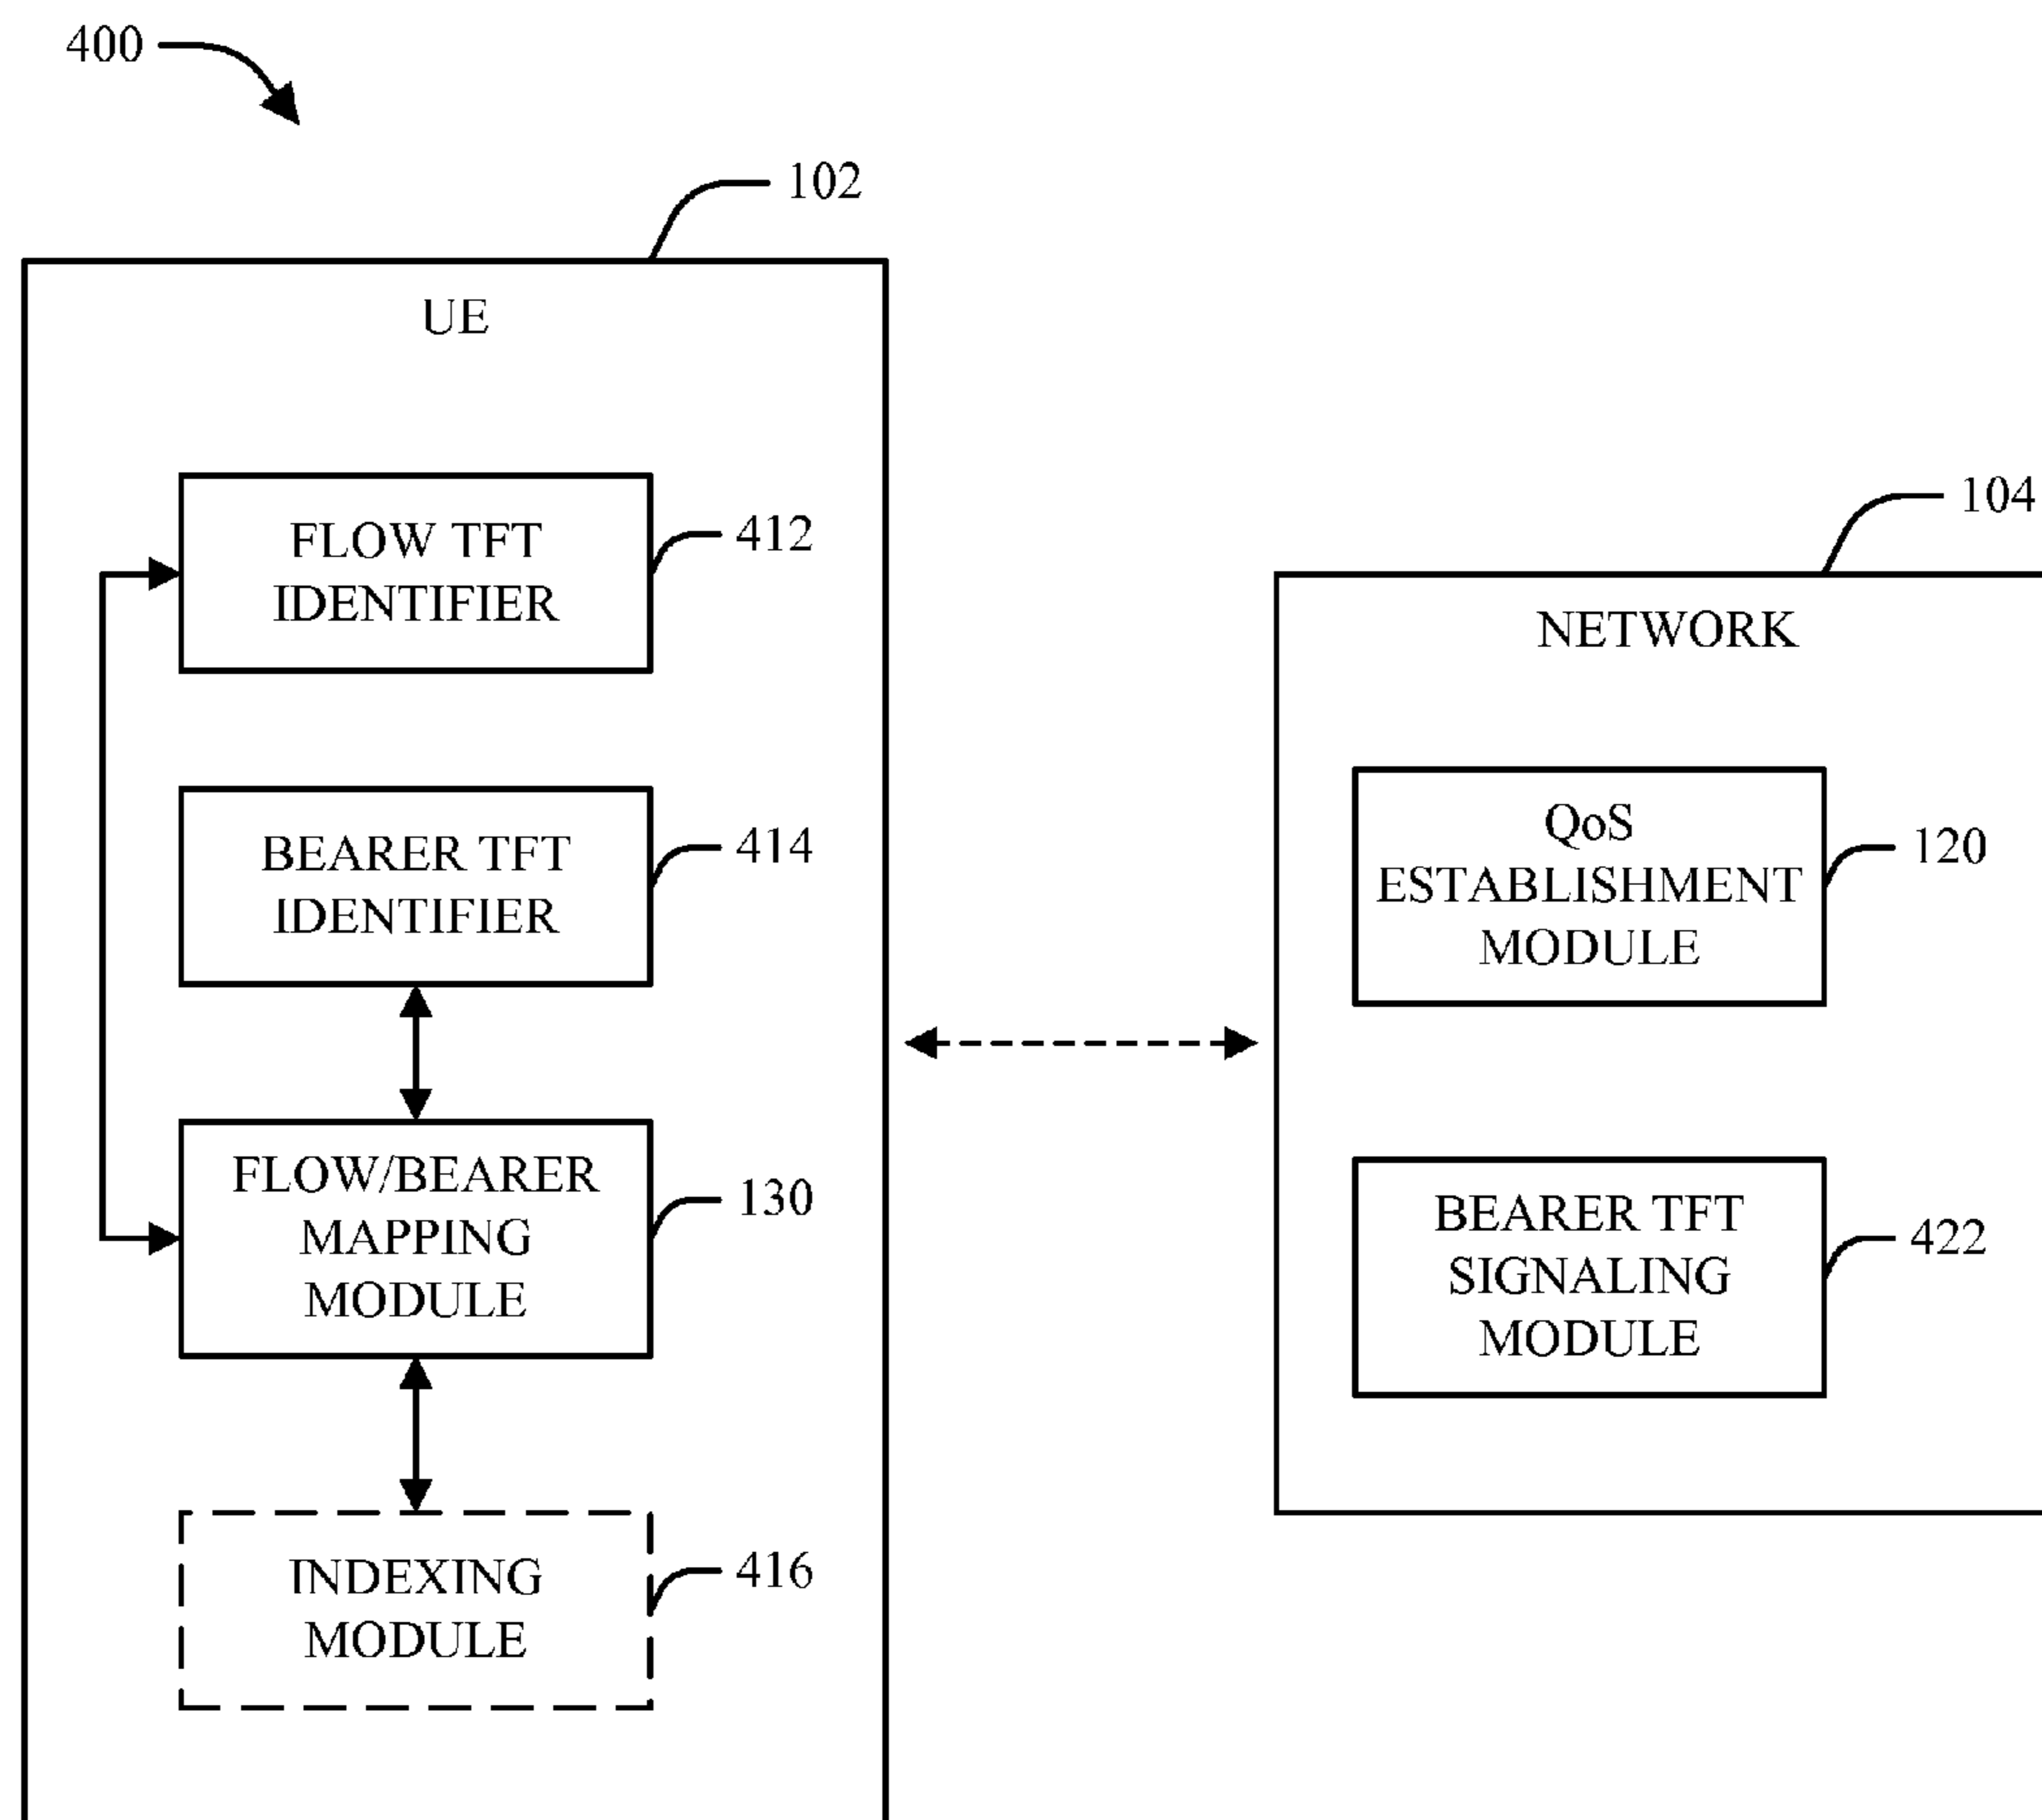 400
102
UE
FLOW TFT
IDENTIFIER
412
BEARER TFT
IDENTIFIER
414
FLOW/BEARER
MAPPING
MODULE
130
INDEXING
MODULE
416
104
NETWORK
QoS
ESTABLISHMENT
MODULE
120
BEARER TFT
SIGNALING
MODULE
422